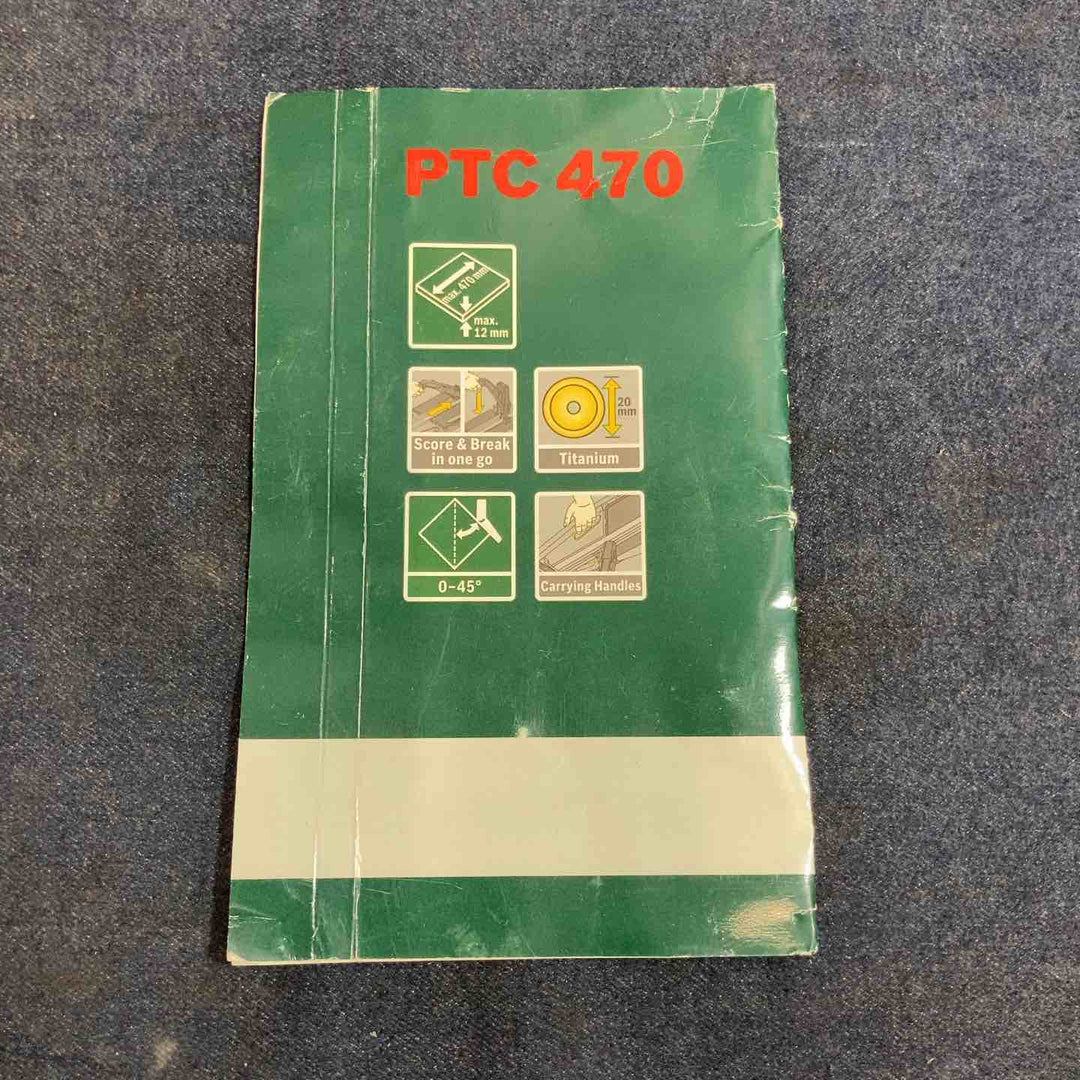 PTC 470
max. 470 mm
max.
12 mm
Score & Break
in one go
20
mm
Titanium
0-45°
Carrying Handles